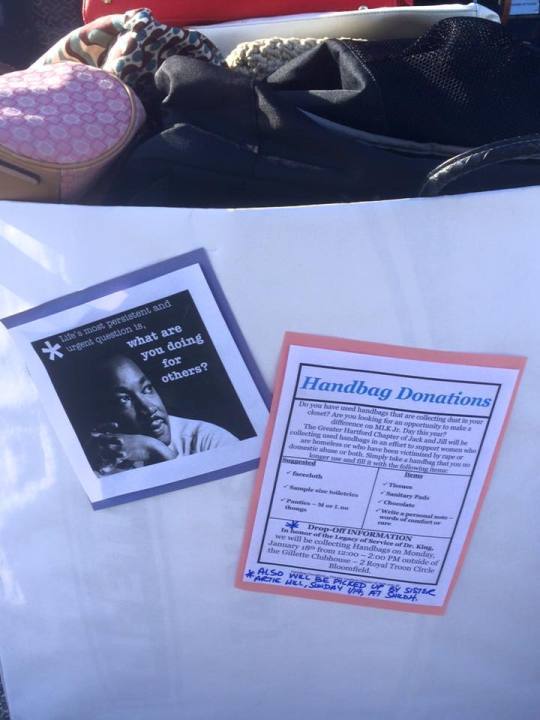 Life's most persistent and
urgent question is,
what are
you doing
for
others?
Handbag Donations
Do you have used handbags that are collecting dust in your
closet? Are you looking for an opportunity to make a
difference on MLK Jr. Day this year?
The Greater Hartford Chapter of Jack and Jill will be
collecting used handbags in an effort to support women who
are homeless or who have been victimized by rape or
domestic abuse or both. Simply take a handbag that you no
longer use and fill it with the following items:
Suggested Items
✓ Facecloth
✓ Sample size toiletries
✓ Panties – M or L no
thongs
✓ Tissues
✓ Sanitary Pads
✓ Chocolate
✓ Write a personal note –
words of comfort or
care
* Drop-Off INFORMATION
In honor of the Legacy of Service of Dr. King,
we will be collecting Handbags on Monday,
January 18th from 12:00 – 2:00 PM outside of
the Gillette Clubhouse – 2 Royal Troon Circle
Bloomfield.
* ALSO WILL BE PICKED UP BY SISTER
ARTIE HILL, SUNDAY AT SHILOH.